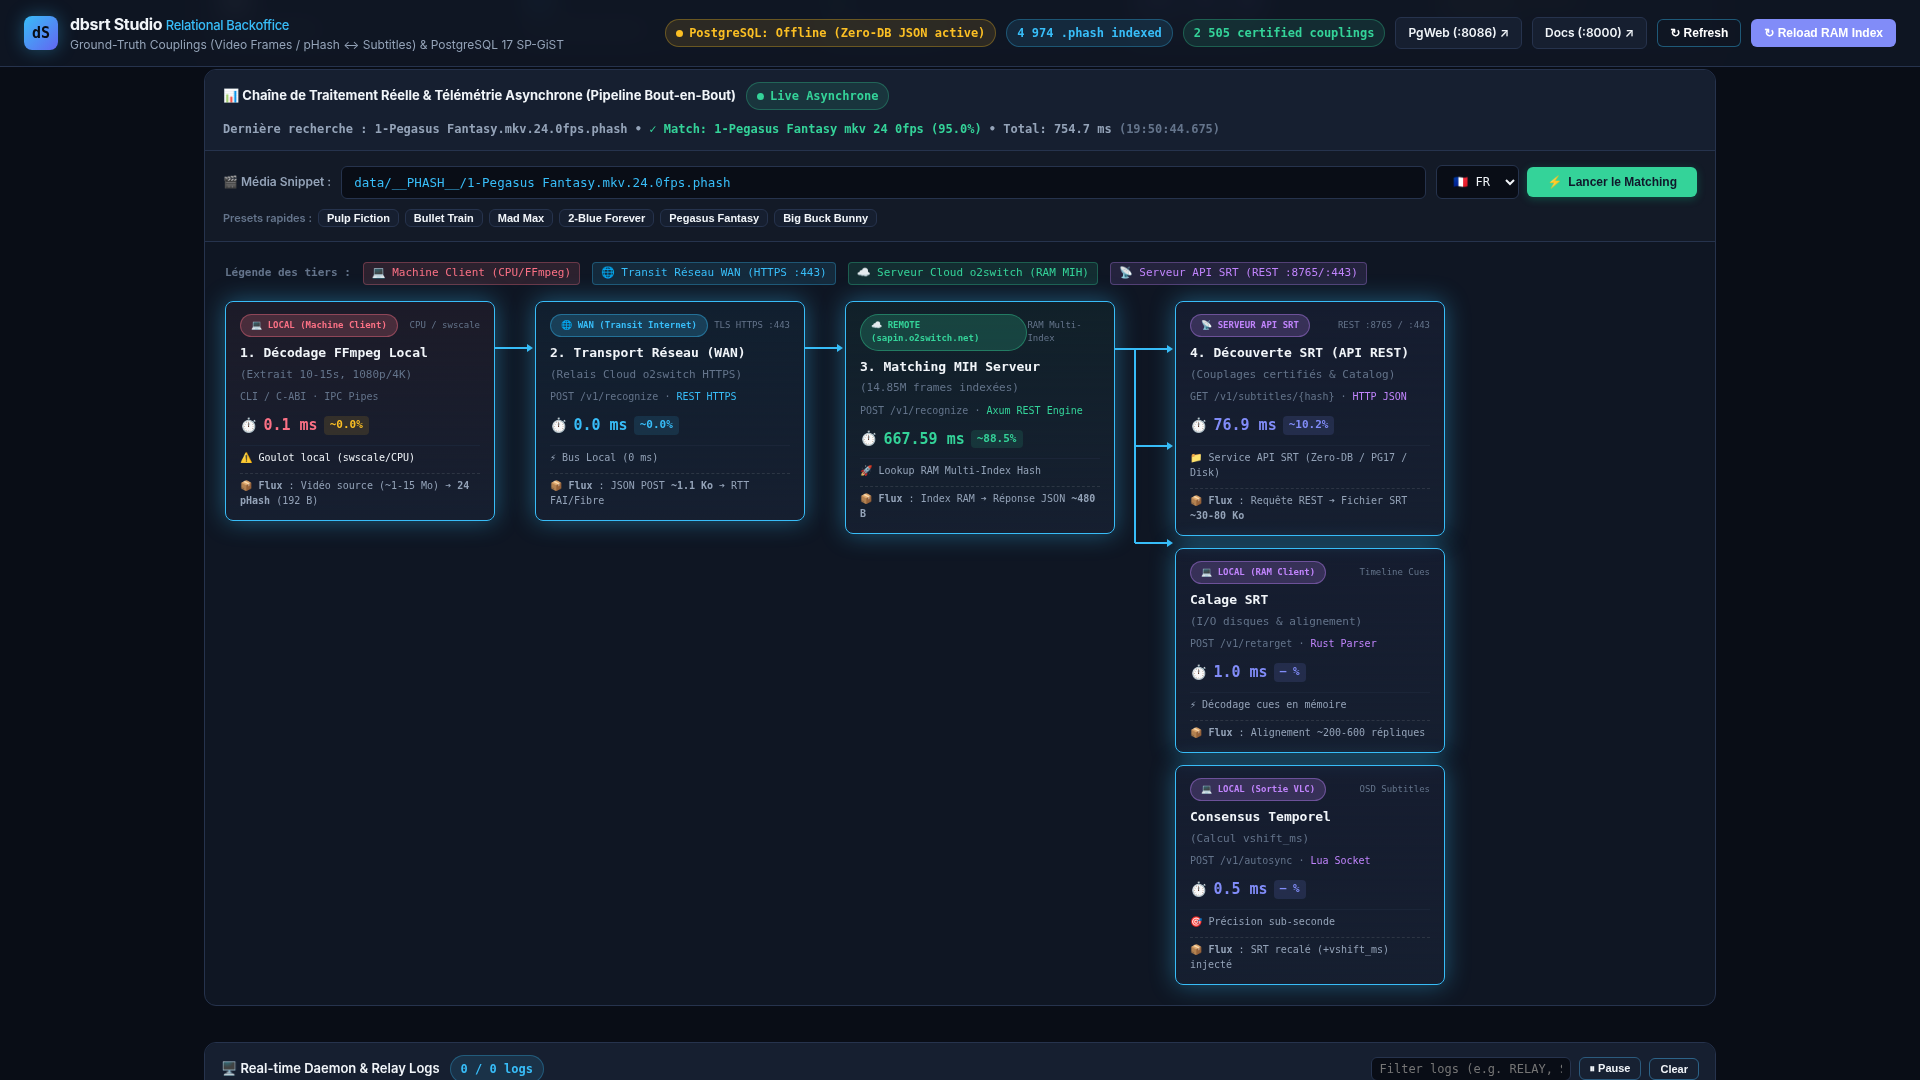 dS
dbsrt Studio Relational Backoffice
Ground-Truth Couplings (Video Frames / pHash ↔ Subtitles) & PostgreSQL 17 SP-GiST
PostgreSQL: Offline (Zero-DB JSON active)
4 974 .phash indexed
2 505 certified couplings
PgWeb (:8086) ↗
Docs (:8000) ↗
↻ Refresh
↻ Reload RAM Index
📊 Chaîne de Traitement Réelle & Télémétrie Asynchrone (Pipeline Bout-en-Bout)
Live Asynchrone
Dernière recherche : 1-Pegasus Fantasy.mkv.24.0fps.phash • ✓ Match: 1-Pegasus Fantasy mkv 24 0fps (95.0%) • Total: 754.7 ms (19:50:44.675)
🎬 Média Snippet :
data/__PHASH__/1-Pegasus Fantasy.mkv.24.0fps.phash
🇫🇷 FR
⚡ Lancer le Matching
Presets rapides :
Pulp Fiction
Bullet Train
Mad Max
2-Blue Forever
Pegasus Fantasy
Big Buck Bunny
Légende des tiers :
💻 Machine Client (CPU/FFmpeg)
🌐 Transit Réseau WAN (HTTPS :443)
☁️ Serveur Cloud o2switch (RAM MIH)
📡 Serveur API SRT (REST :8765/:443)
💻 LOCAL (Machine Client)
CPU / swscale
1. Décodage FFmpeg Local
(Extrait 10-15s, 1080p/4K)
CLI / C-ABI · IPC Pipes
⏱ 0.1 ms ~0.0%
⚠️ Goulot local (swscale/CPU)
📦 Flux : Vidéo source (~1-15 Mo) → 24
pHash (192 B)
🌐 WAN (Transit Internet)
TLS HTTPS :443
2. Transport Réseau (WAN)
(Relais Cloud o2switch HTTPS)
POST /v1/recognize · REST HTTPS
⏱ 0.0 ms ~0.0%
⚡ Bus Local (0 ms)
📦 Flux : JSON POST ~1.1 Ko → RTT
FAI/Fibre
☁️ REMOTE
(sapin.o2switch.net)
RAM Multi-
Index
3. Matching MIH Serveur
(14.85M frames indexées)
POST /v1/recognize · Axum REST Engine
⏱ 667.59 ms ~88.5%
🚀 Lookup RAM Multi-Index Hash
📦 Flux : Index RAM → Réponse JSON ~480
B
📡 SERVEUR API SRT
REST :8765 / :443
4. Découverte SRT (API REST)
(Couplages certifiés & Catalog)
GET /v1/subtitles/{hash} · HTTP JSON
⏱ 76.9 ms ~10.2%
📁 Service API SRT (Zero-DB / PG17 /
Disk)
📦 Flux : Requête REST → Fichier SRT
~30-80 Ko
💻 LOCAL (RAM Client)
Timeline Cues
Calage SRT
(I/O disques & alignement)
POST /v1/retarget · Rust Parser
⏱ 1.0 ms — %
⚡ Décodage cues en mémoire
📦 Flux : Alignement ~200-600 répliques
💻 LOCAL (Sortie VLC)
OSD Subtitles
Consensus Temporel
(Calcul vshift_ms)
POST /v1/autosync · Lua Socket
⏱ 0.5 ms — %
🎯 Précision sub-seconde
📦 Flux : SRT recalé (+vshift_ms)
injecté
🖥️ Real-time Daemon & Relay Logs
0 / 0 logs
Filter logs (e.g. RELAY,
⏸ Pause
Clear